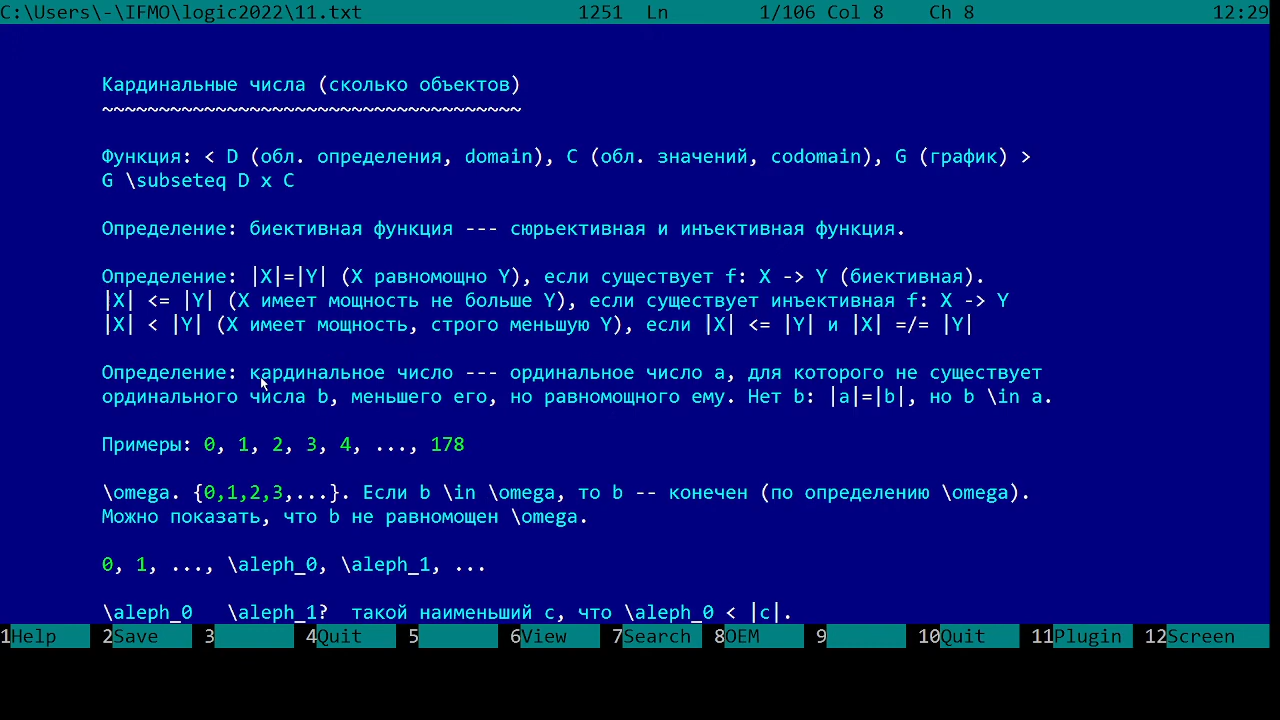 C:\Users\-\IFMO\logic2022\11.txt 1251 Ln 1/106 Col 8 Ch 8 12:29
Кардинальные числа (сколько объектов)
~~~~~~~~~~~~~~~~~~~~~~~~~~~~~~~~~~~~~
Функция: < D (обл. определения, domain), C (обл. значений, codomain), G (график) >
G \subseteq D x C
Определение: биективная функция --- сюрьективная и инъективная функция.
Определение: |X|=|Y| (X равномощно Y), если существует f: X -> Y (биективная).
|X| <= |Y| (X имеет мощность не больше Y), если существует инъективная f: X -> Y
|X| < |Y| (X имеет мощность, строго меньшую Y), если |X| <= |Y| и |X| =/= |Y|
Определение: кардинальное число --- ординальное число a, для которого не существует
ординального числа b, меньшего его, но равномощного ему. Нет b: |a|=|b|, но b \in a.
Примеры: 0, 1, 2, 3, 4, ..., 178
\omega. {0,1,2,3,...}. Если b \in \omega, то b -- конечен (по определению \omega).
Можно показать, что b не равномощен \omega.
0, 1, ..., \aleph_0, \aleph_1, ...
\aleph_0 \aleph_1? такой наименьший c, что \aleph_0 < |c|.
1Help 2Save 3 4Quit 5 6View 7Search 8OEM 9 10Quit 11Plugin 12Screen